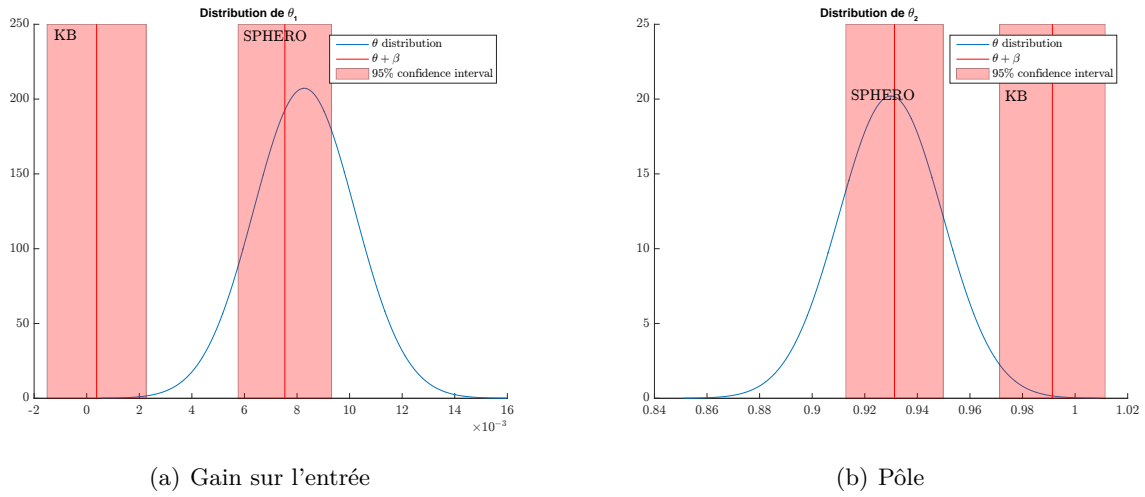 Distribution de θ₁
250
200
150
100
50
0
-2 0 2 4 6 8 10 12 14 16
×10⁻³
KB
SPHERO
θ distribution
θ + β
95% confidence interval
(a) Gain sur l'entrée
Distribution de θ₂
25
20
15
10
5
0
0.84 0.86 0.88 0.9 0.92 0.94 0.96 0.98 1 1.02
SPHERO
KB
θ distribution
θ + β
95% confidence interval
(b) Pôle